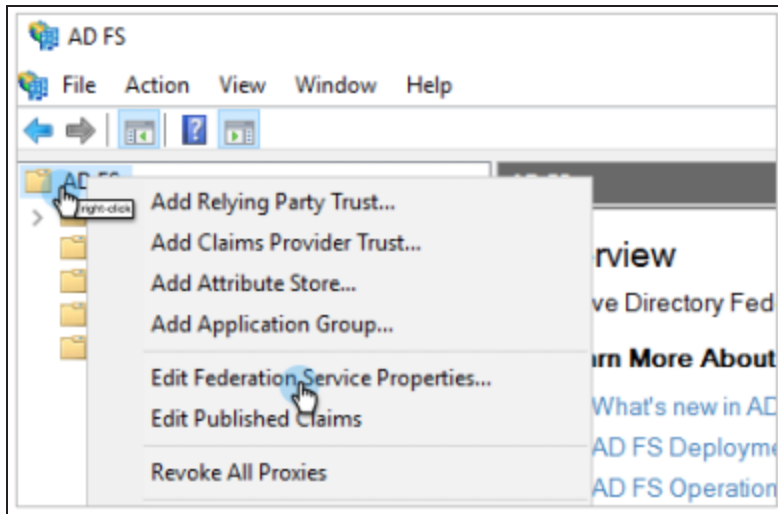 AD FS
File Action View Window Help
AD FS
right-click
Add Relying Party Trust...
Add Claims Provider Trust...
Add Attribute Store...
Add Application Group...
Edit Federation Service Properties...
Edit Published Claims
Revoke All Proxies
rview
ve Directory Fed
rn More About
What's new in AD
AD FS Deployme
AD FS Operation